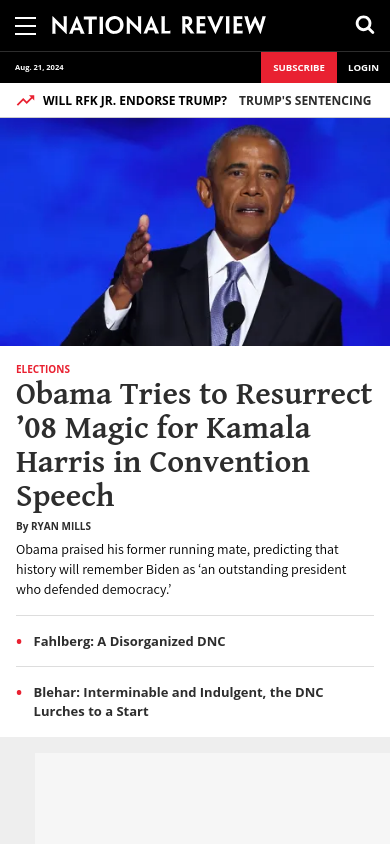 NATIONAL REVIEW
Aug. 21, 2024
SUBSCRIBE
LOGIN
WILL RFK JR. ENDORSE TRUMP? TRUMP'S SENTENCING
ELECTIONS
Obama Tries to Resurrect
’08 Magic for Kamala
Harris in Convention
Speech
By RYAN MILLS
Obama praised his former running mate, predicting that
history will remember Biden as ‘an outstanding president
who defended democracy.’
• Fahlberg: A Disorganized DNC
• Blehar: Interminable and Indulgent, the DNC
Lurches to a Start